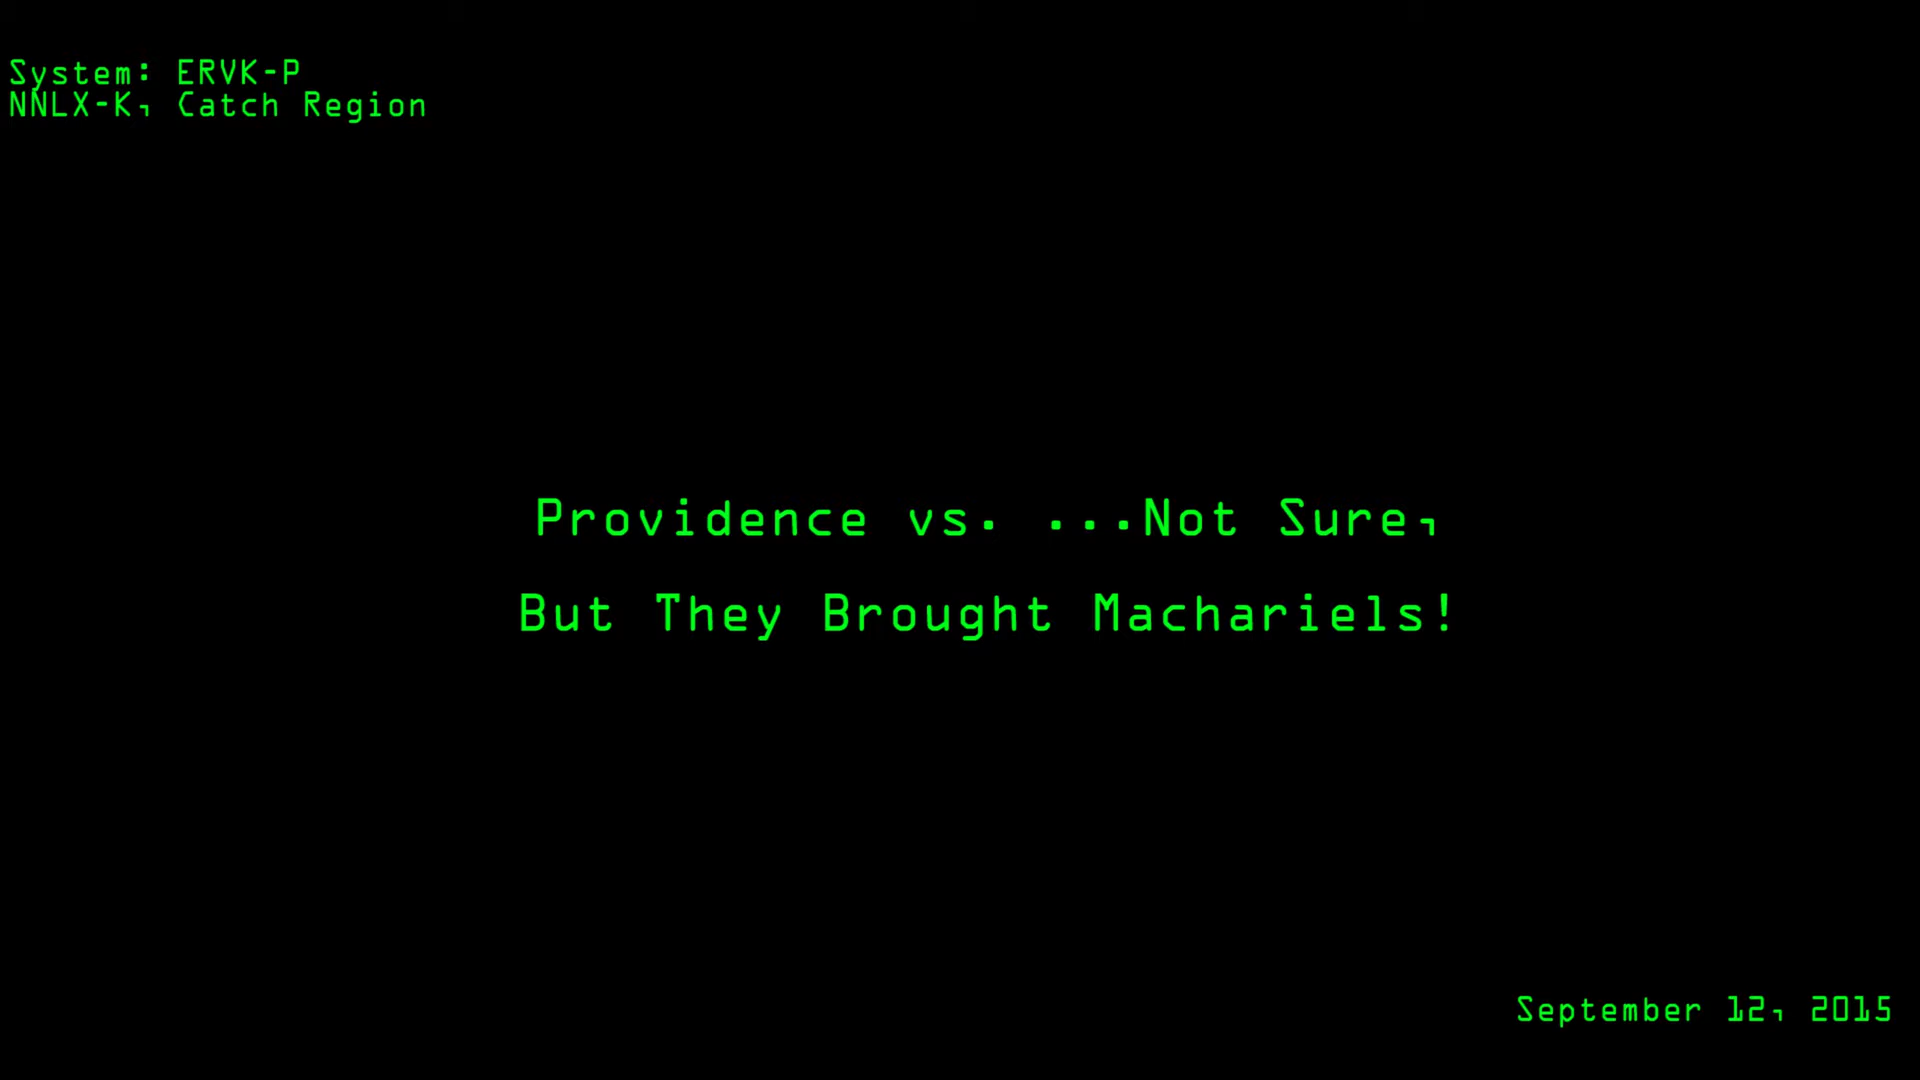 System: ERVK-P
NNLX-K, Catch Region
Providence vs. ...Not Sure,
But They Brought Machariels!
September 12, 2015